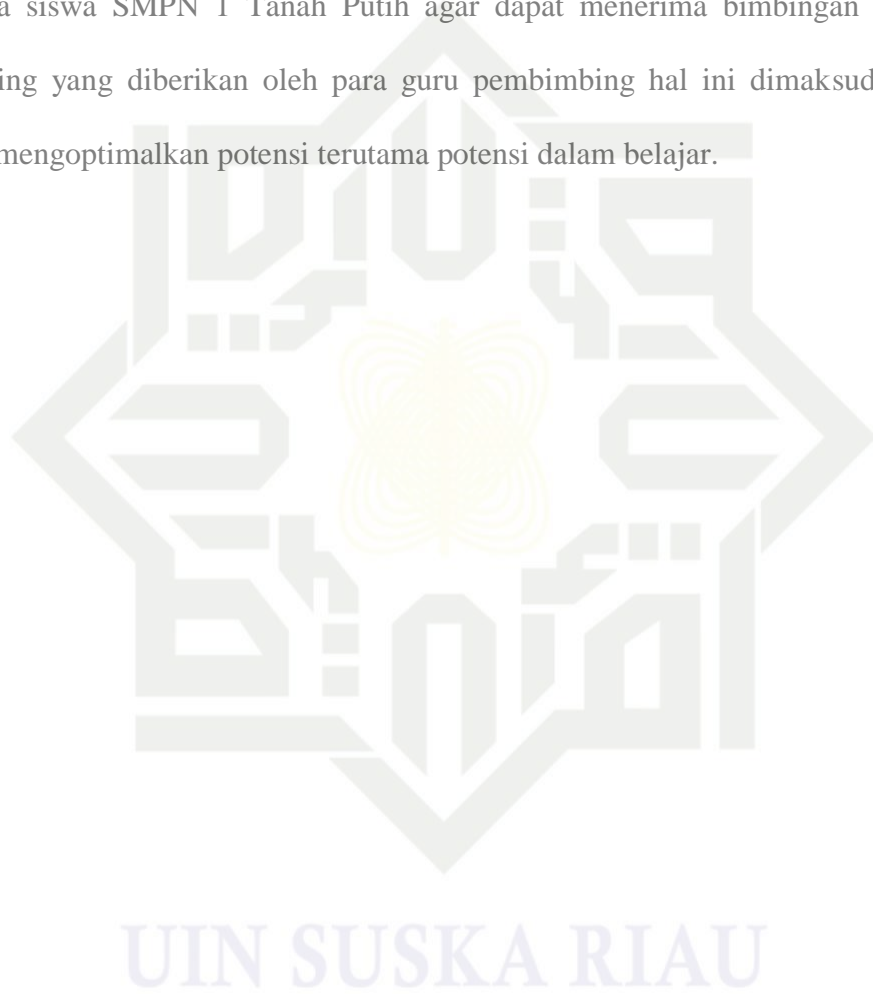 a siswa SMPN 1 Tanah Putih agar dapat menerima bimbingan
ing yang diberikan oleh para guru pembimbing hal ini dimaksud
mengoptimalkan potensi terutama potensi dalam belajar.
UIN SUSKA RIAU